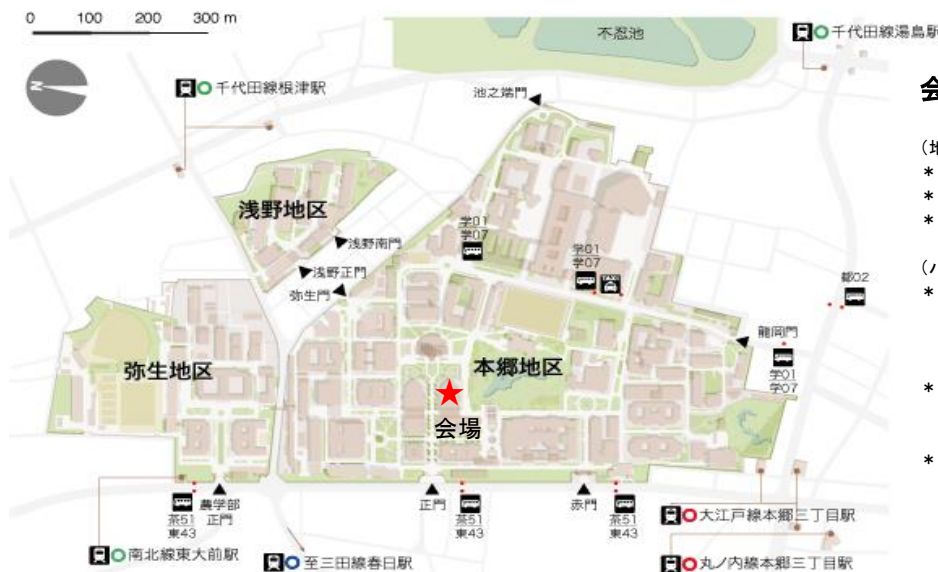 0 100 200 300 m
不忍池
千代田線湯島駅
N
千代田線根津駅
池之端門
会
浅野地区
学01
学07
浅野南門
学01
学07
TAXI
浅野正門
弥生門
都02
龍岡門
弥生地区
本郷地区
学01
学07
会場
*
*
*
*
*
*
農学部
正門
正門
赤門
茶51
東43
茶51
東43
茶51
東43
大江戸線本郷三丁目駅
南北線東大前駅
至三田線春日駅
丸ノ内線本郷三丁目駅